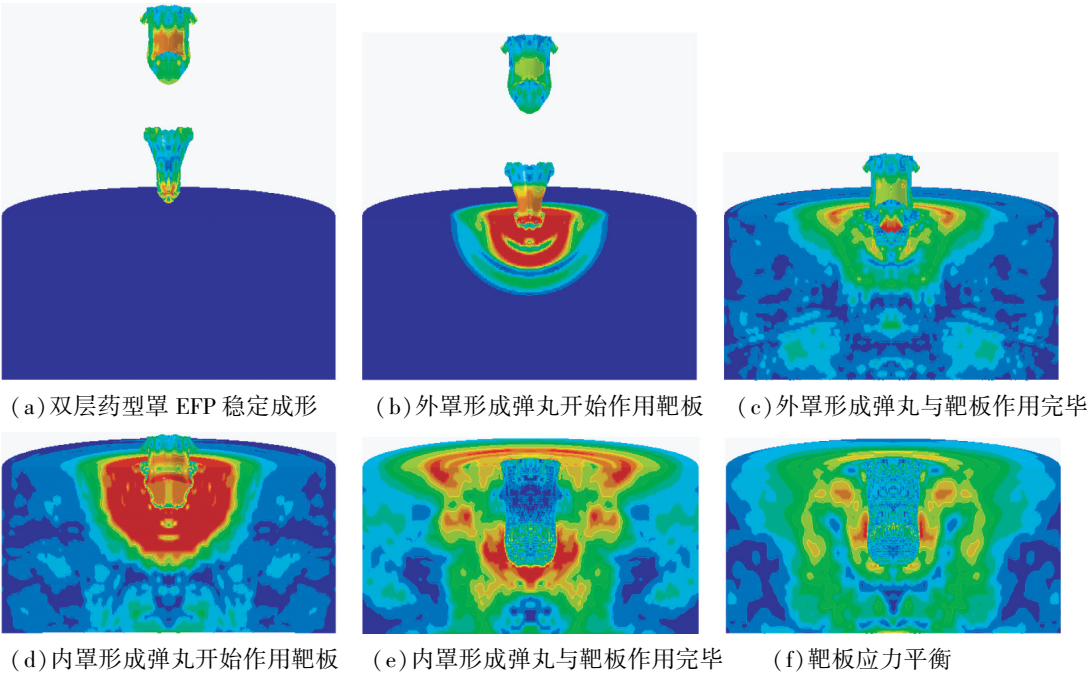 (a)双层药型罩 EFP 稳定成形
(b)外罩形成弹丸开始作用靶板
(c)外罩形成弹丸与靶板作用完毕
(d)内罩形成弹丸开始作用靶板
(e)内罩形成弹丸与靶板作用完毕
(f)靶板应力平衡